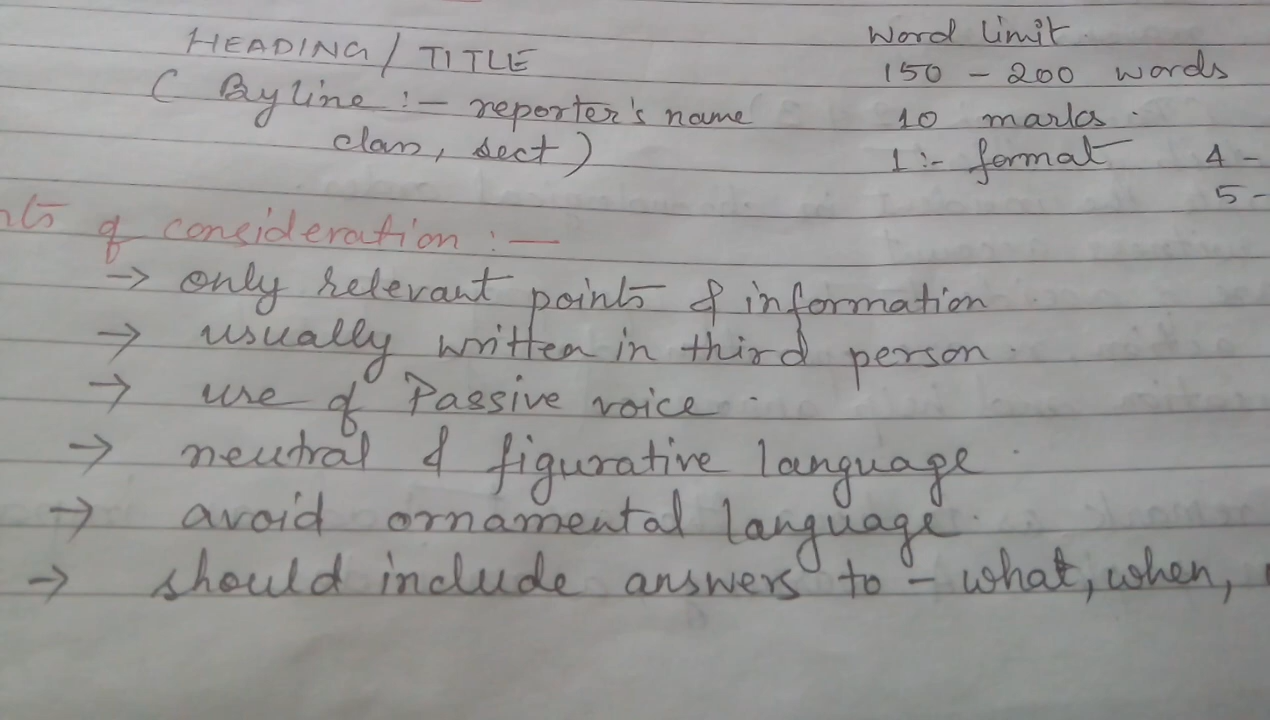 HEADING / TITLE
( Byline :- reporter's name
class, sect )
Word limit
150 - 200 words
10 marks.
1 :- format 4 -
5 -
nts of consideration :-
→ only relevant points & information
→ usually written in third person.
→ use of Passive voice.
→ neutral & figurative language.
→ avoid ornamental language.
→ should include answers to - what, when,